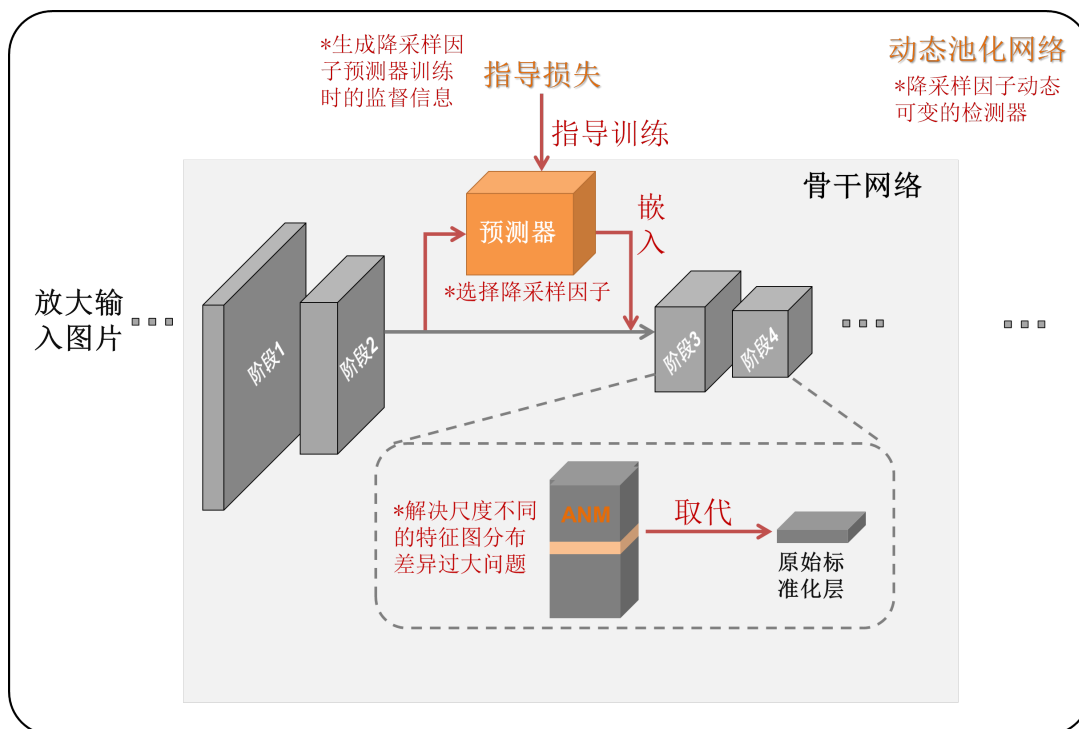 *生成降采样因
子预测器训练
时的监督信息
指导损失
动态池化网络
*降采样因子动态
可变的检测器
指导训练
骨干网络
预测器
嵌
入
*选择降采样因子
放大输
入图片
阶段1
阶段2
阶段3
阶段4
*解决尺度不同
的特征图分布
差异过大问题
ANM
取代
原始标
准化层